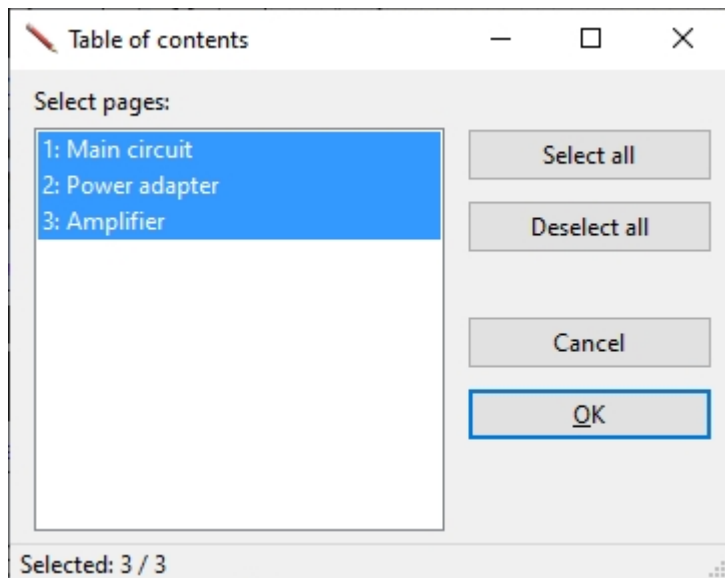 Table of contents
Select pages:
1: Main circuit
2: Power adapter
3: Amplifier
Select all
Deselect all
Cancel
OK
Selected: 3 / 3